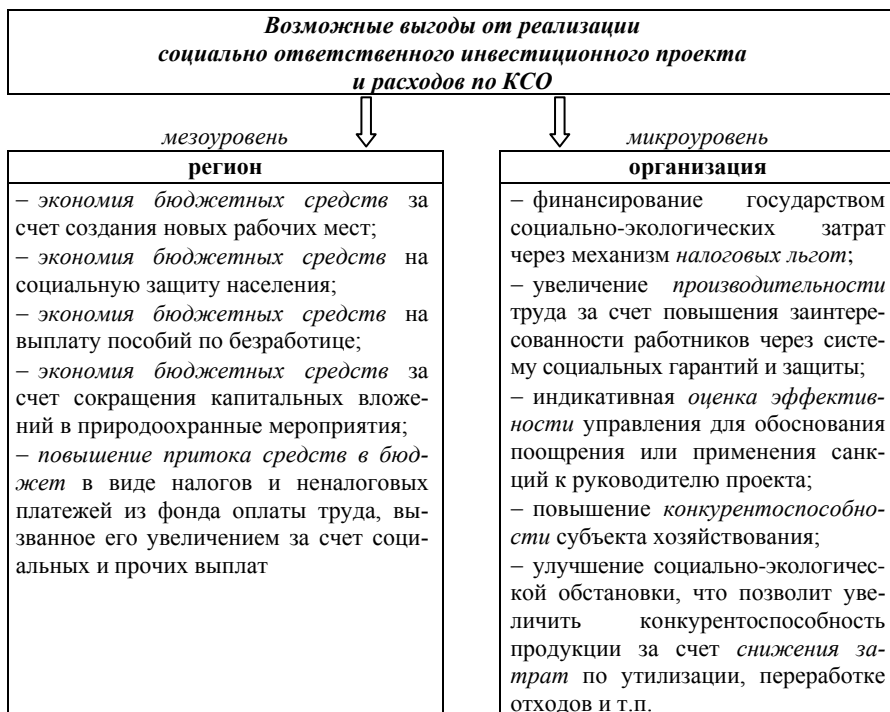 Возможные выгоды от реализации
социально ответственного инвестиционного проекта
и расходов по КСО
мезоуровень
регион
– экономия бюджетных средств за
счет создания новых рабочих мест;
– экономия бюджетных средств на
социальную защиту населения;
– экономия бюджетных средств на
выплату пособий по безработице;
– экономия бюджетных средств за
счет сокращения капитальных вложе-
ний в природоохранные мероприятия;
– повышение притока средств в бюд-
жет в виде налогов и неналоговых
платежей из фонда оплаты труда, вы-
званное его увеличением за счет соци-
альных и прочих выплат
микроуровень
организация
– финансирование государством
социально-экологических затрат
через механизм налоговых льгот;
– увеличение производительности
труда за счет повышения заинтере-
сованности работников через систе-
му социальных гарантий и защиты;
– индикативная оценка эффектив-
ности управления для обоснования
поощрения или применения санк-
ций к руководителю проекта;
– повышение конкурентоспособно-
сти субъекта хозяйствования;
– улучшение социально-экологичес-
кой обстановки, что позволит уве-
личить конкурентоспособность
продукции за счет снижения за-
трат по утилизации, переработке
отходов и т.п.